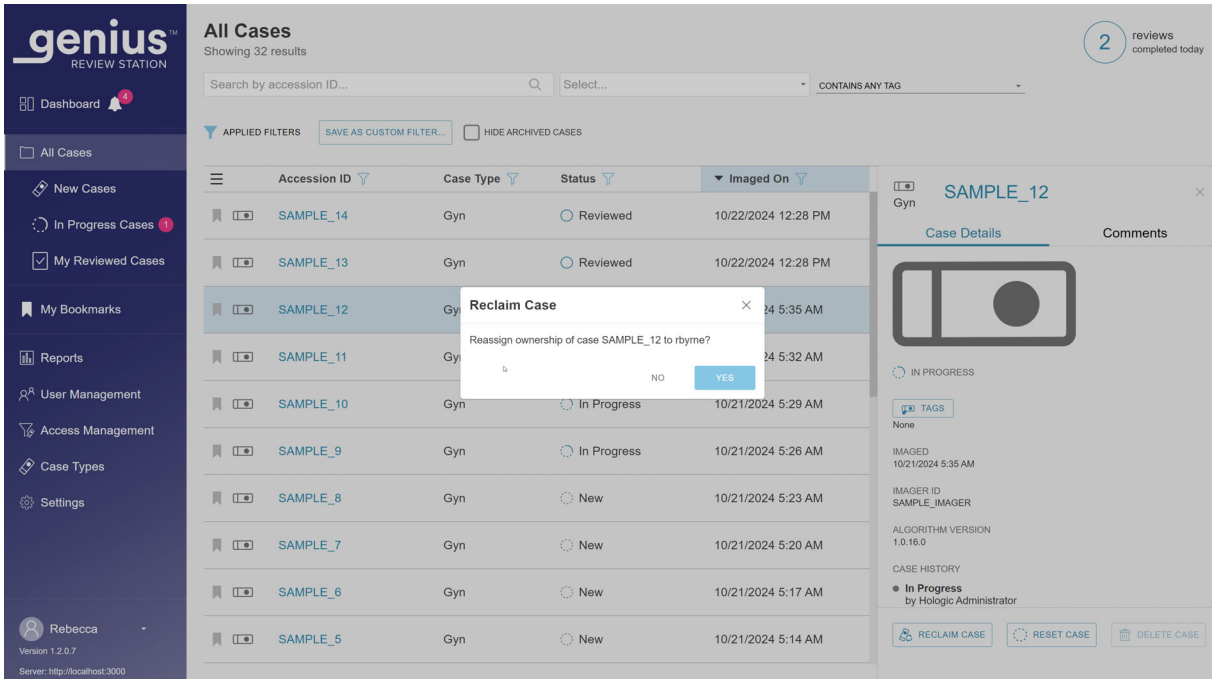 genius™
REVIEW STATION
Dashboard 4
All Cases
New Cases
In Progress Cases 1
My Reviewed Cases
My Bookmarks
Reports
User Management
Access Management
Case Types
Settings
Rebecca
Version 1.2.0.7
Server: http://localhost:3000
All Cases
Showing 32 results
2 reviews
completed today
Search by accession ID... Select... CONTAINS ANY TAG
APPLIED FILTERS SAVE AS CUSTOM FILTER... HIDE ARCHIVED CASES
Accession ID Case Type Status Imaged On
SAMPLE_14 Gyn Reviewed 10/22/2024 12:28 PM
SAMPLE_13 Gyn Reviewed 10/22/2024 12:28 PM
SAMPLE_12 Gy 24 5:35 AM
SAMPLE_11 Gy 24 5:32 AM
SAMPLE_10 Gyn In Progress 10/21/2024 5:29 AM
SAMPLE_9 Gyn In Progress 10/21/2024 5:26 AM
SAMPLE_8 Gyn New 10/21/2024 5:23 AM
SAMPLE_7 Gyn New 10/21/2024 5:20 AM
SAMPLE_6 Gyn New 10/21/2024 5:17 AM
SAMPLE_5 Gyn New 10/21/2024 5:14 AM
Reclaim Case
Reassign ownership of case SAMPLE_12 to rbyrne?
NO YES
Gyn SAMPLE_12
Case Details Comments
IN PROGRESS
TAGS
None
IMAGED
10/21/2024 5:35 AM
IMAGER ID
SAMPLE_IMAGER
ALGORITHM VERSION
1.0.16.0
CASE HISTORY
In Progress
by Hologic Administrator
RECLAIM CASE RESET CASE DELETE CASE